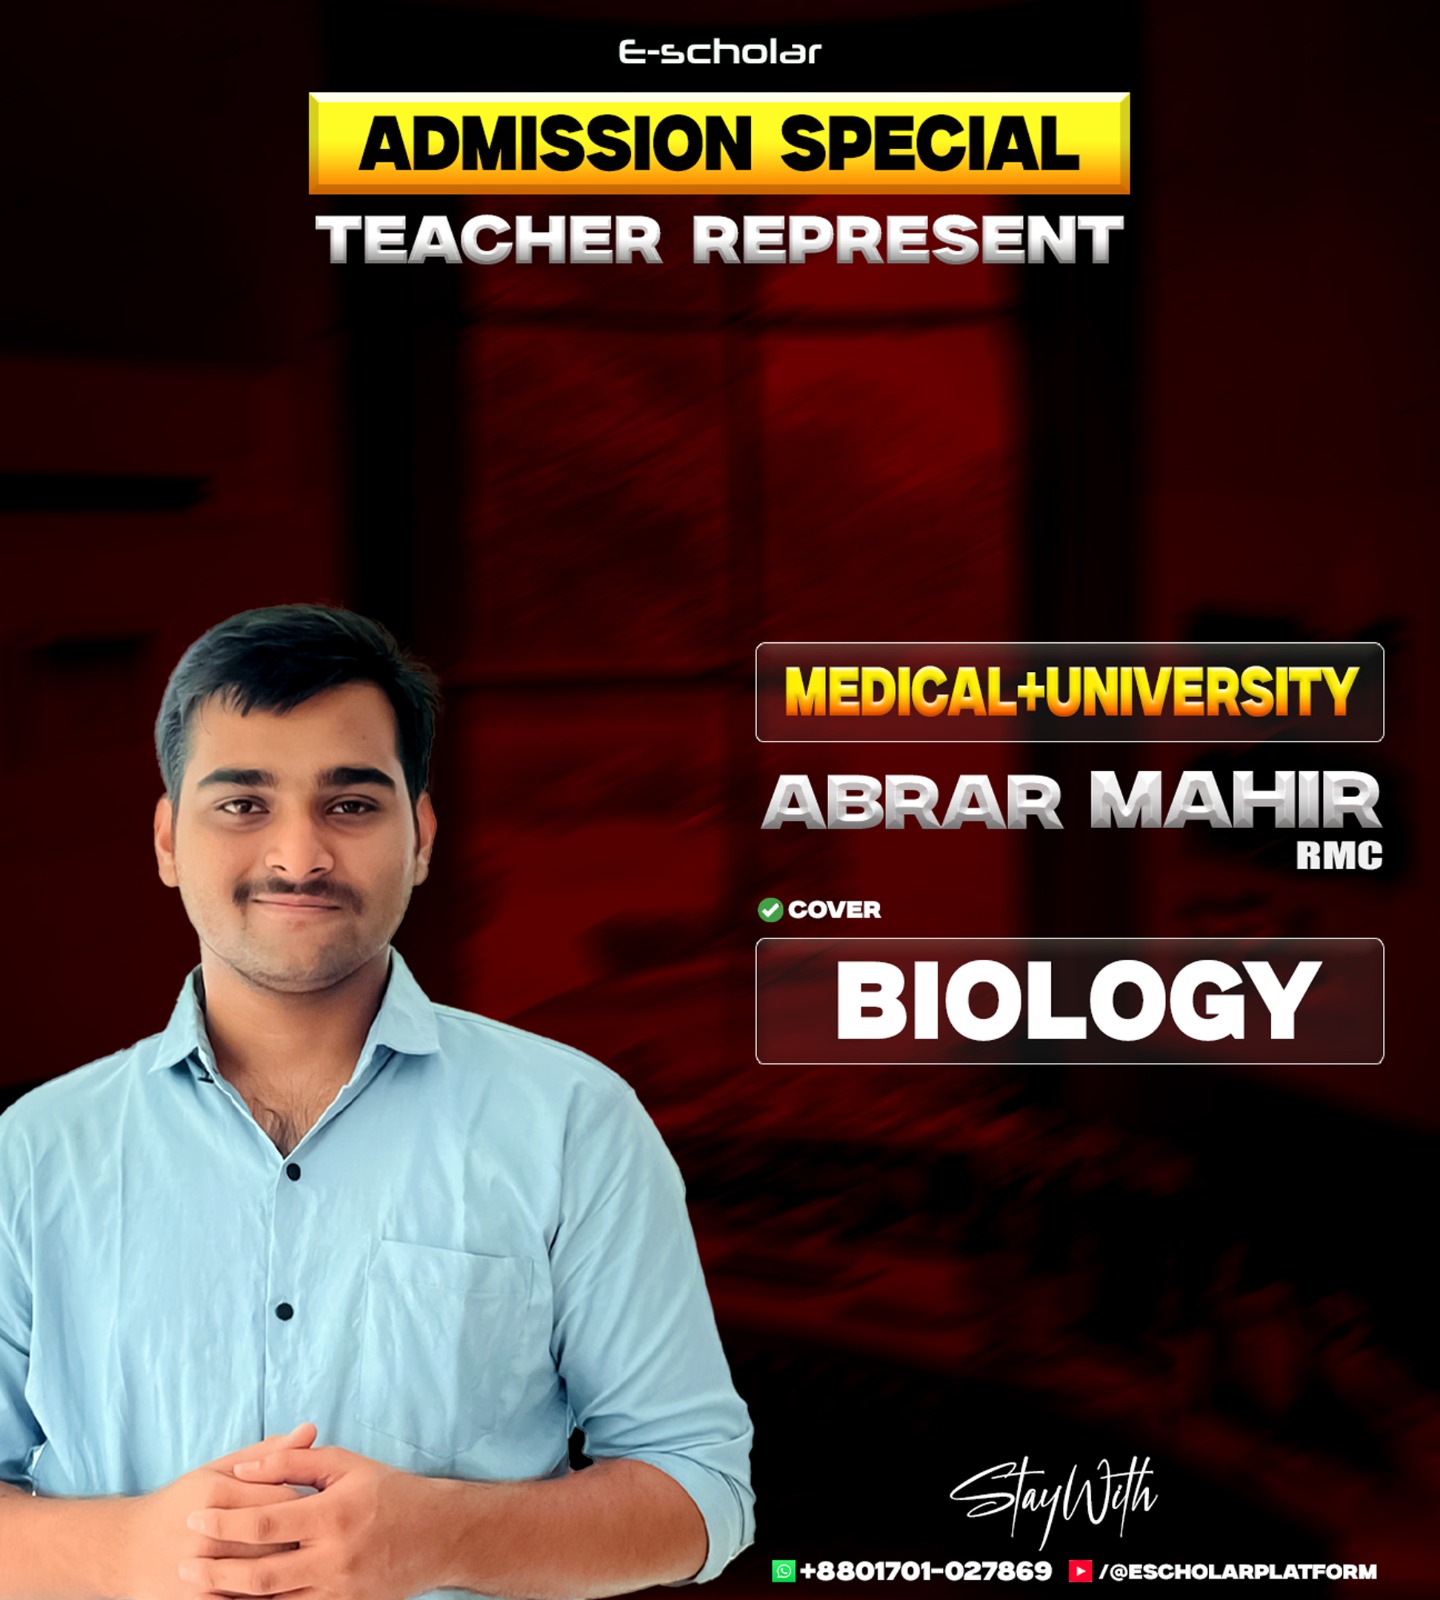 E-scholar
ADMISSION SPECIAL
TEACHER REPRESENT
MEDICAL+UNIVERSITY
ABRAR MAHIR
RMC
COVER
BIOLOGY
StayWith
+8801701-027869 /@ESCHOLARPLATFORM